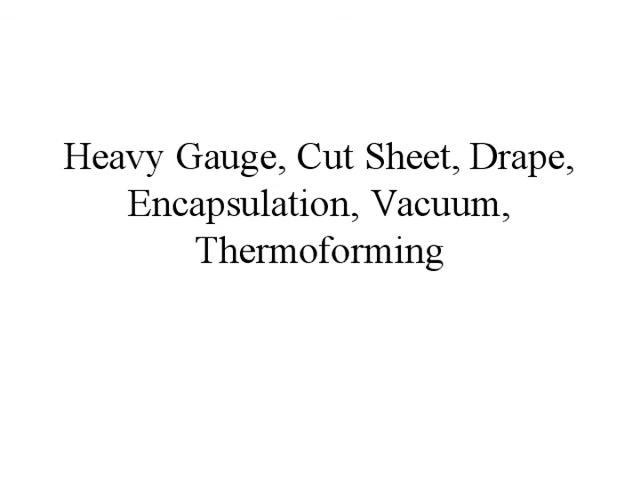 Heavy Gauge, Cut Sheet, Drape,
Encapsulation, Vacuum,
Thermoforming